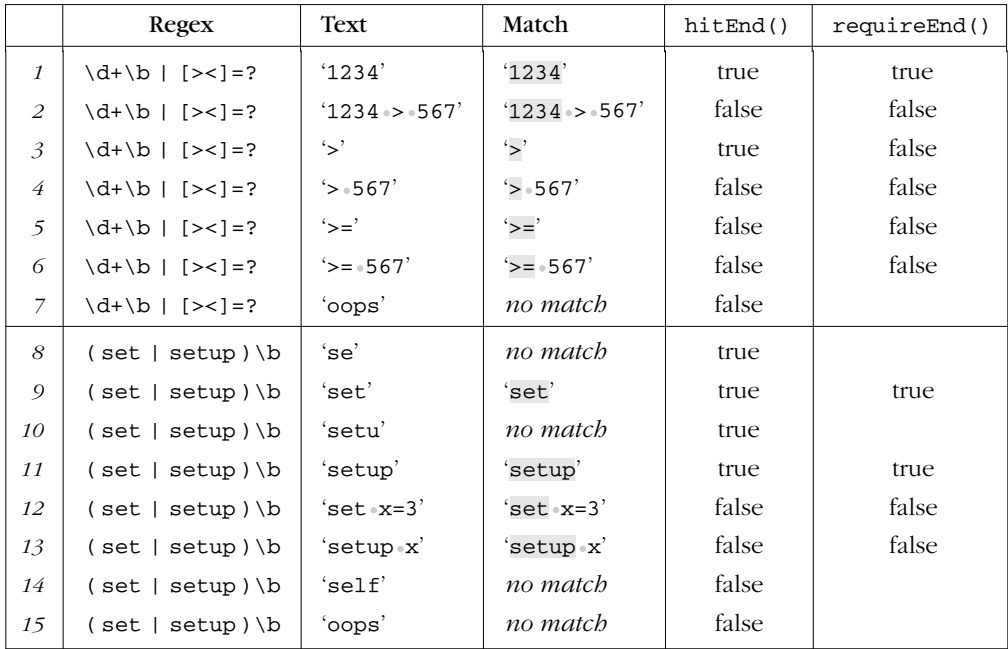 Regex Text Match hitEnd() requireEnd()
1 \d+\b | [><]=? ‘1234’ ‘1234’ true true
2 \d+\b | [><]=? ‘1234•>•567’ ‘1234•>•567’ false false
3 \d+\b | [><]=? ‘>’ ‘>’ true false
4 \d+\b | [><]=? ‘>•567’ ‘>•567’ false false
5 \d+\b | [><]=? ‘>=’ ‘>=’ false false
6 \d+\b | [><]=? ‘>=•567’ ‘>=•567’ false false
7 \d+\b | [><]=? ‘oops’ no match false
8 ( set | setup )\b ‘se’ no match true
9 ( set | setup )\b ‘set’ ‘set’ true true
10 ( set | setup )\b ‘setu’ no match true
11 ( set | setup )\b ‘setup’ ‘setup’ true true
12 ( set | setup )\b ‘set•x=3’ ‘set•x=3’ false false
13 ( set | setup )\b ‘setup•x’ ‘setup•x’ false false
14 ( set | setup )\b ‘self’ no match false
15 ( set | setup )\b ‘oops’ no match false